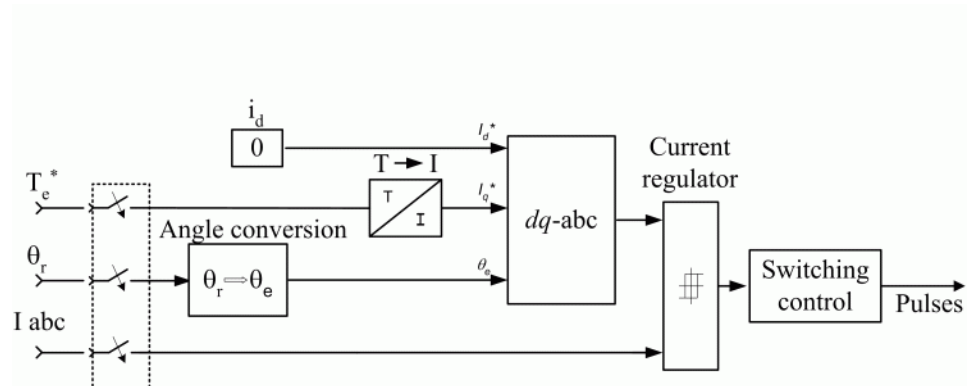 i_d
0
I_d*
Current
regulator
T → I
T_e*
T
I
I_q*
dq-abc
Angle conversion
θ_r
θ_r ⇒ θ_e
θ_e
Switching
control
Pulses
I abc